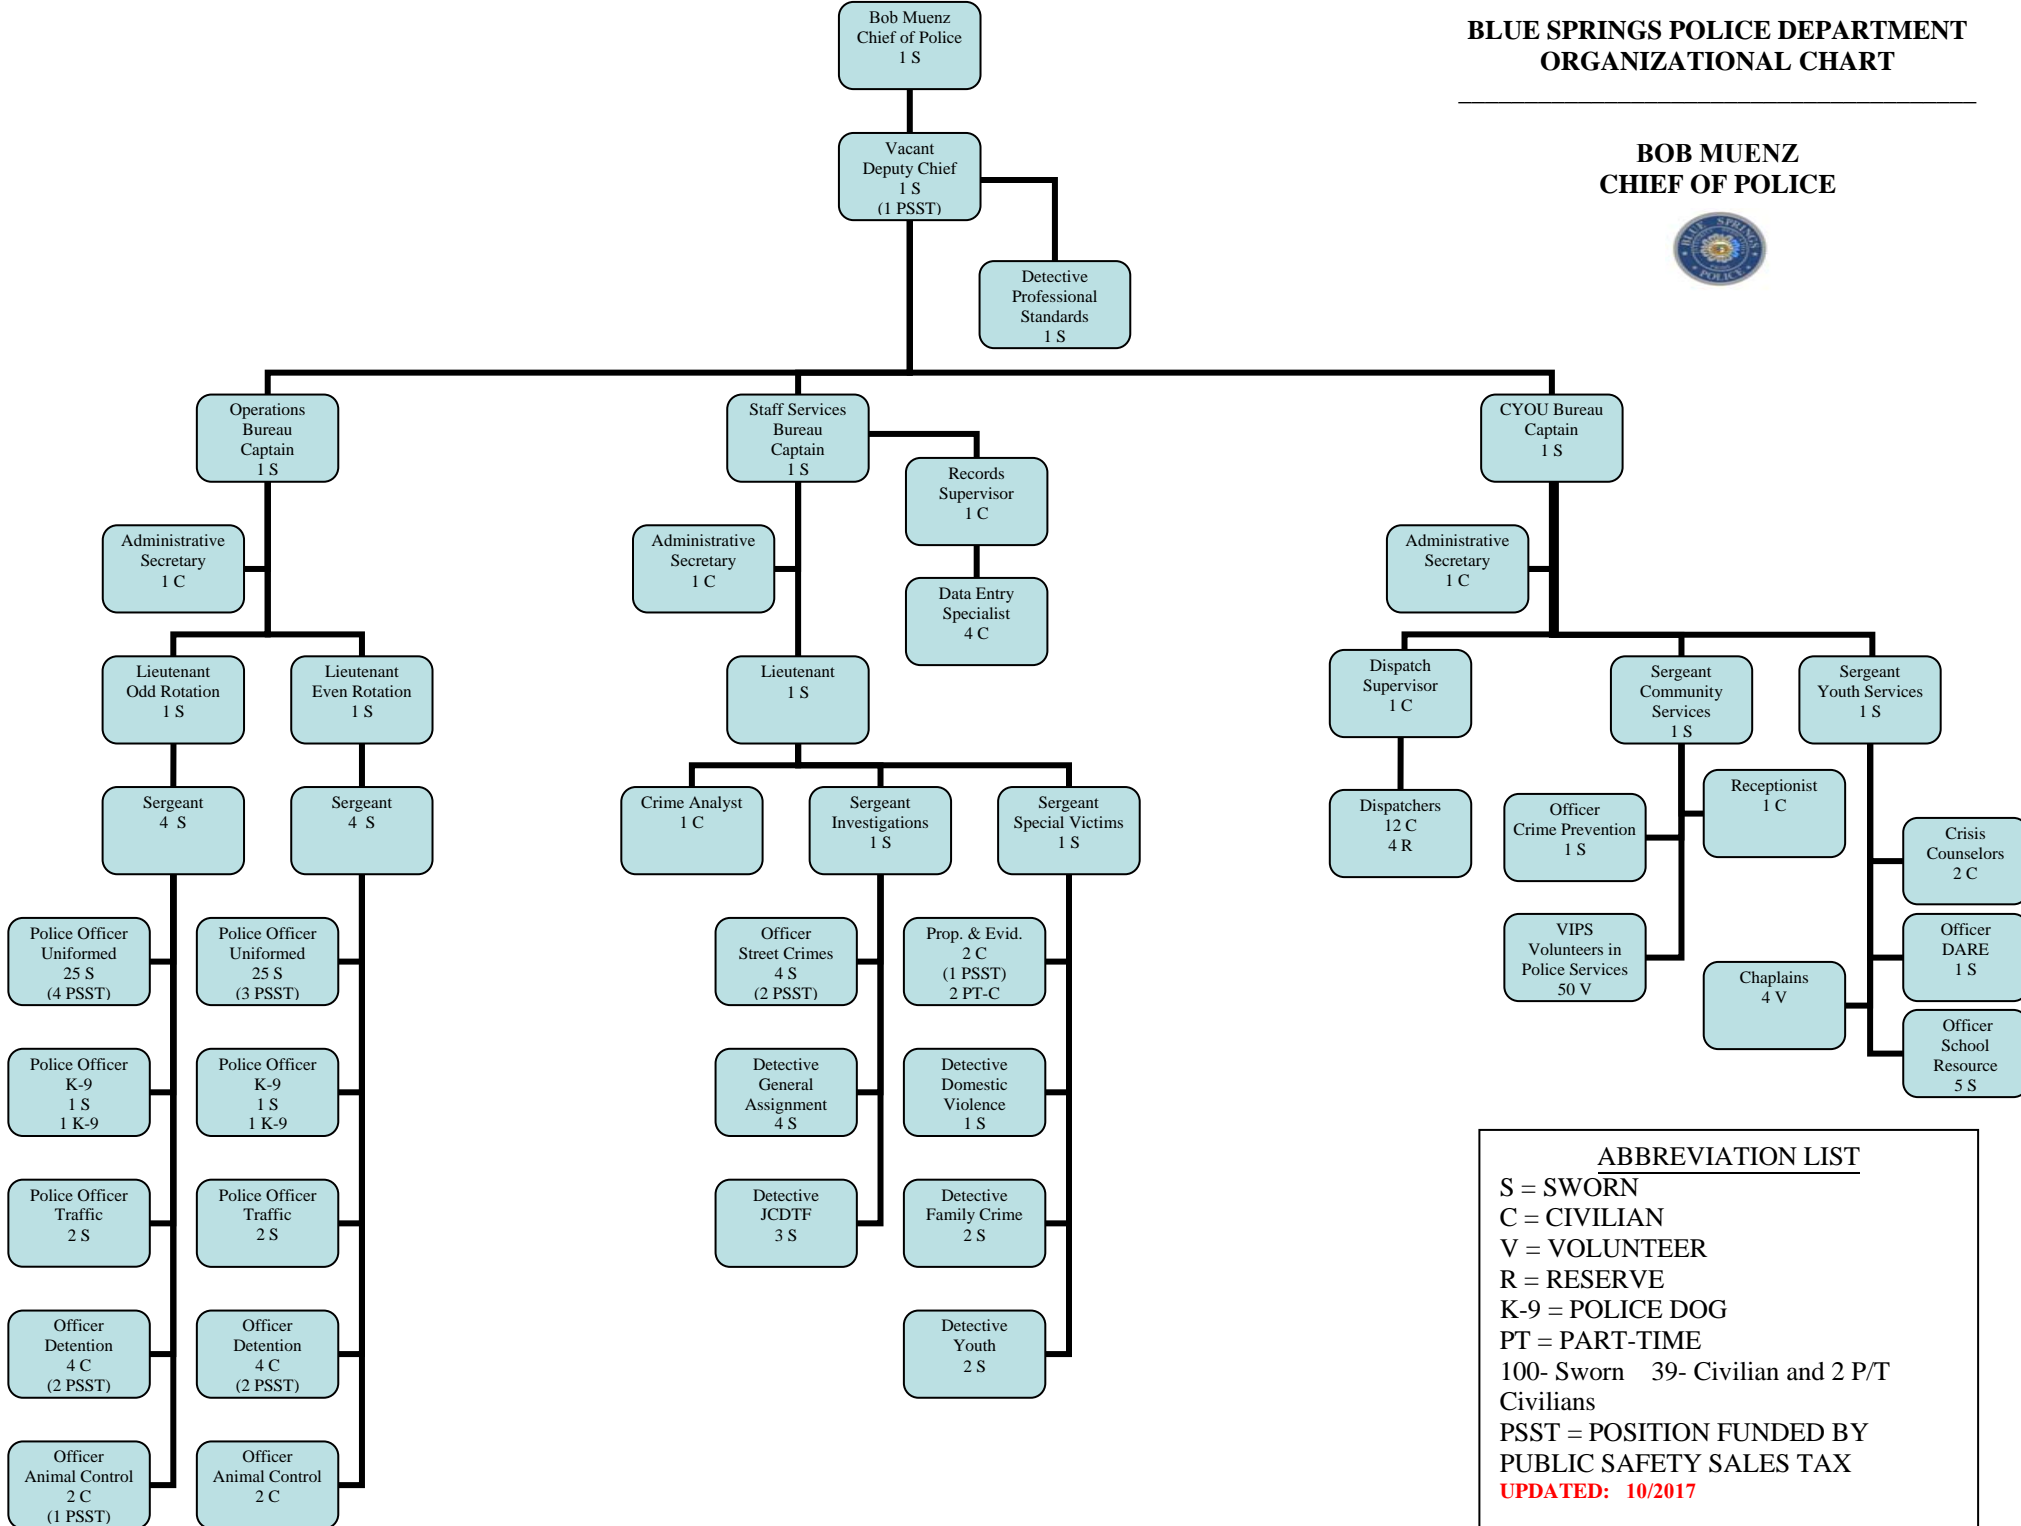 Bob Muenz
Chief of Police
1 S
BLUE SPRINGS POLICE DEPARTMENT
ORGANIZATIONAL CHART
BOB MUENZ
CHIEF OF POLICE
BLUE SPRINGS
POLICE
Vacant
Deputy Chief
1 S
(1 PSST)
Detective
Professional
Standards
1 S
Operations
Bureau
Captain
1 S
Staff Services
Bureau
Captain
1 S
CYOU Bureau
Captain
1 S
Records
Supervisor
1 C
Administrative
Secretary
1 C
Administrative
Secretary
1 C
Data Entry
Specialist
4 C
Administrative
Secretary
1 C
Lieutenant
Odd Rotation
1 S
Lieutenant
Even Rotation
1 S
Lieutenant
1 S
Dispatch
Supervisor
1 C
Sergeant
Community
Services
1 S
Sergeant
Youth Services
1 S
Sergeant
4 S
Sergeant
4 S
Crime Analyst
1 C
Sergeant
Investigations
1 S
Sergeant
Special Victims
1 S
Dispatchers
12 C
4 R
Officer
Crime Prevention
1 S
Receptionist
1 C
Crisis
Counselors
2 C
Police Officer
Uniformed
25 S
(4 PSST)
Police Officer
Uniformed
25 S
(3 PSST)
Officer
Street Crimes
4 S
(2 PSST)
Prop. & Evid.
2 C
(1 PSST)
2 PT-C
VIPS
Volunteers in
Police Services
50 V
Officer
DARE
1 S
Chaplains
4 V
Officer
School
Resource
5 S
Police Officer
K-9
1 S
1 K-9
Police Officer
K-9
1 S
1 K-9
Detective
General
Assignment
4 S
Detective
Domestic
Violence
1 S
Police Officer
Traffic
2 S
Police Officer
Traffic
2 S
Detective
JCDTF
3 S
Detective
Family Crime
2 S
Officer
Detention
4 C
(2 PSST)
Officer
Detention
4 C
(2 PSST)
Detective
Youth
2 S
Officer
Animal Control
2 C
(1 PSST)
Officer
Animal Control
2 C
ABBREVIATION LIST
S = SWORN
C = CIVILIAN
V = VOLUNTEER
R = RESERVE
K-9 = POLICE DOG
PT = PART-TIME
100- Sworn 39- Civilian and 2 P/T
Civilians
PSST = POSITION FUNDED BY
PUBLIC SAFETY SALES TAX
UPDATED: 10/2017